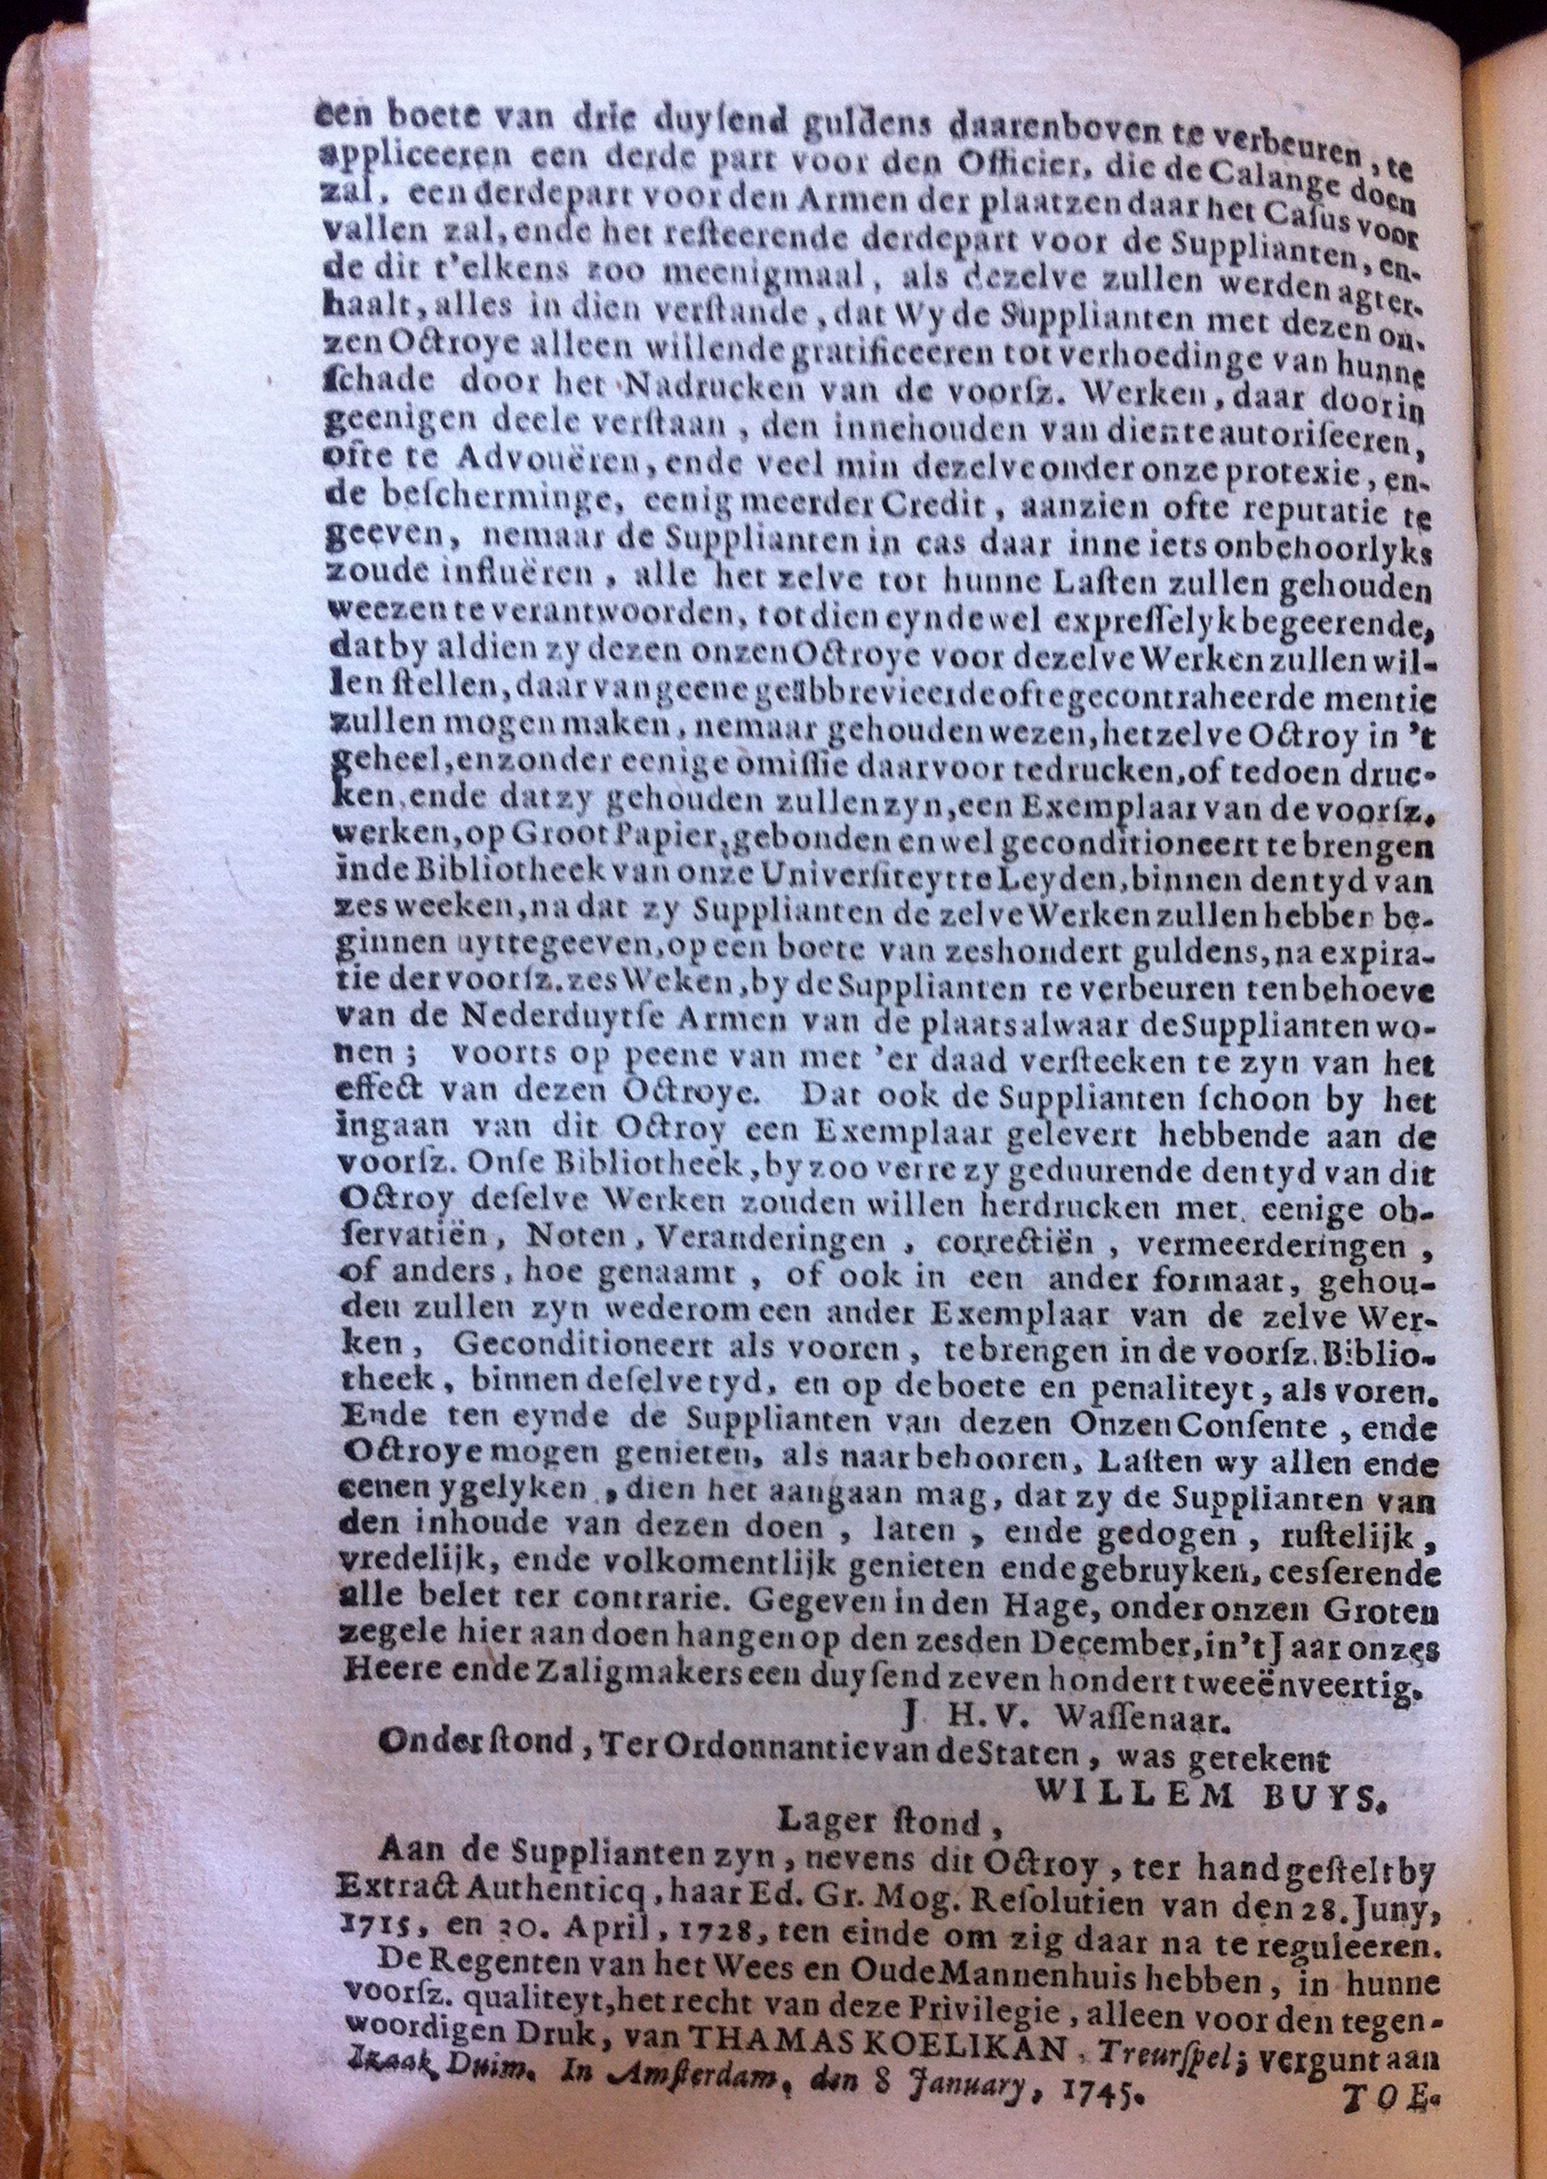 een boete van drie duyſend guldens daarenboven te verbeuren, te
appliceeren een derde part voor den Officier, die de Calange doen
zal, een derdepart voor den Armen der plaatzen daar het Caſus voor
vallen zal, ende het reſteerende derdepart voor de Supplianten, en-
de dit t'elkens zoo meenigmaal, als dezelve zullen werden agter-
haalt, alles in dien verſtande, dat Wy de Supplianten met dezen on-
zen Octroye alleen willende gratificeeren tot verhoedinge van hunne
ſchade door het Nadrucken van de voorſz. Werken, daar door in
geenigen deele verſtaan, den innehouden van dien te autoriſeeren,
ofte te Advouëren, ende veel min dezelve onder onze protexie, en-
de beſcherminge, eenig meerder Credit, aanzien ofte reputatie te
geeven, nemaar de Supplianten in cas daar inne iets onbehoorlyks
zoude influëren, alle het zelve tot hunne Laſten zullen gehouden
weezen te verantwoorden, tot dien eynde wel expreſſelyk begeerende,
dat by aldien zy dezen onzen Octroye voor dezelve Werken zullen wil-
len ſtellen, daar van geene geäbbrevieerde ofte gecontraheerde mentie
zullen mogen maken, nemaar gehouden wezen, het zelve Octroy in 't
geheel, en zonder eenige omiſſie daar voor te drucken, of te doen druc-
ken, ende dat zy gehouden zullen zyn, een Exemplaar van de voorſz.
werken, op Groot Papier, gebonden en wel geconditioneert te brengen
inde Bibliotheek van onze Univerſiteyt te Leyden, binnen den tyd van
zes weeken, na dat zy Supplianten de zelve Werken zullen hebben be-
ginnen uyt te geeven, op een boete van zeshondert guldens, na expira-
tie der voorſz. zes Weken, by de Supplianten te verbeuren ten behoeve
van de Nederduytſe Armen van de plaats alwaar de Supplianten wo-
nen; voorts op peene van met 'er daad verſteeken te zyn van het
effect van dezen Octroye. Dat ook de Supplianten ſchoon by het
ingaan van dit Octroy een Exemplaar gelevert hebbende aan de
voorſz. Onſe Bibliotheek, by zoo verre zy geduurende den tyd van dit
Octroy deſelve Werken zouden willen herdrucken met eenige ob-
ſervatiën, Noten, Veranderingen, correctiën, vermeerderingen,
of anders, hoe genaamt, of ook in een ander formaat, gehou-
den zullen zyn wederom een ander Exemplaar van de zelve Wer-
ken, Geconditioneert als vooren, te brengen in de voorſz. Biblio-
theek, binnen deſelve tyd, en op de boete en penaliteyt, als voren.
Ende ten eynde de Supplianten van dezen Onzen Conſente, ende
Octroye mogen genieten, als naar behooren, Laſten wy allen ende
eenen ygelyken, dien het aangaan mag, dat zy de Supplianten van
den inhoude van dezen doen, laten, ende gedogen, ruſtelijk,
vredelijk, ende volkomentlijk genieten ende gebruyken, cesſerende
alle belet ter contrarie. Gegeven in den Hage, onder onzen Groten
zegele hier aan doen hangen op den zesden December, in 't Jaar onzes
Heere ende Zaligmakers een duyſend zeven hondert tweeënveertig.
J. H. V. Waſſenaar.
Onder ſtond, Ter Ordonnantie van de Staten, was getekent
WILLEM BUYS.
Lager ſtond,
Aan de Supplianten zyn, nevens dit Octroy, ter hand geſtelt by
Extract Authenticq, haar Ed. Gr. Mog. Reſolutien van den 28. Juny,
1715, en 30. April, 1728, ten einde om zig daar na te reguleeren.
De Regenten van het Wees en Oude Mannenhuis hebben, in hunne
voorſz. qualiteyt, het recht van deze Privilegie, alleen voor den tegen-
woordigen Druk, van THAMAS KOELIKAN, Treurſpel; vergunt aan
Izaak Duim. In Amſterdam, den 8 January, 1745.
TOE-